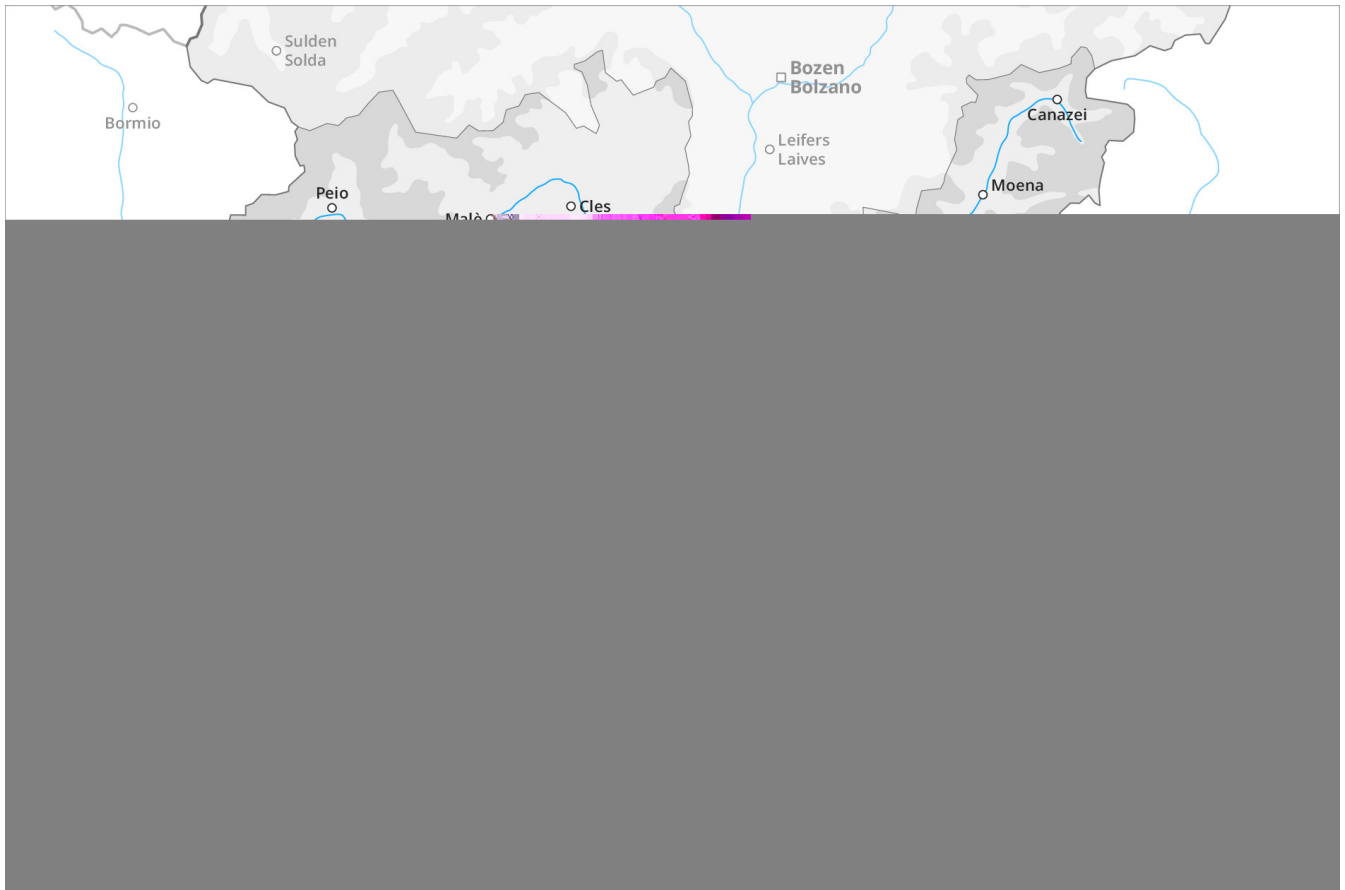 Sulden
Solda
Bozen
Bolzano
Bormio
Canazei
Leifers
Laives
Peio
Moena
Malè
Cles